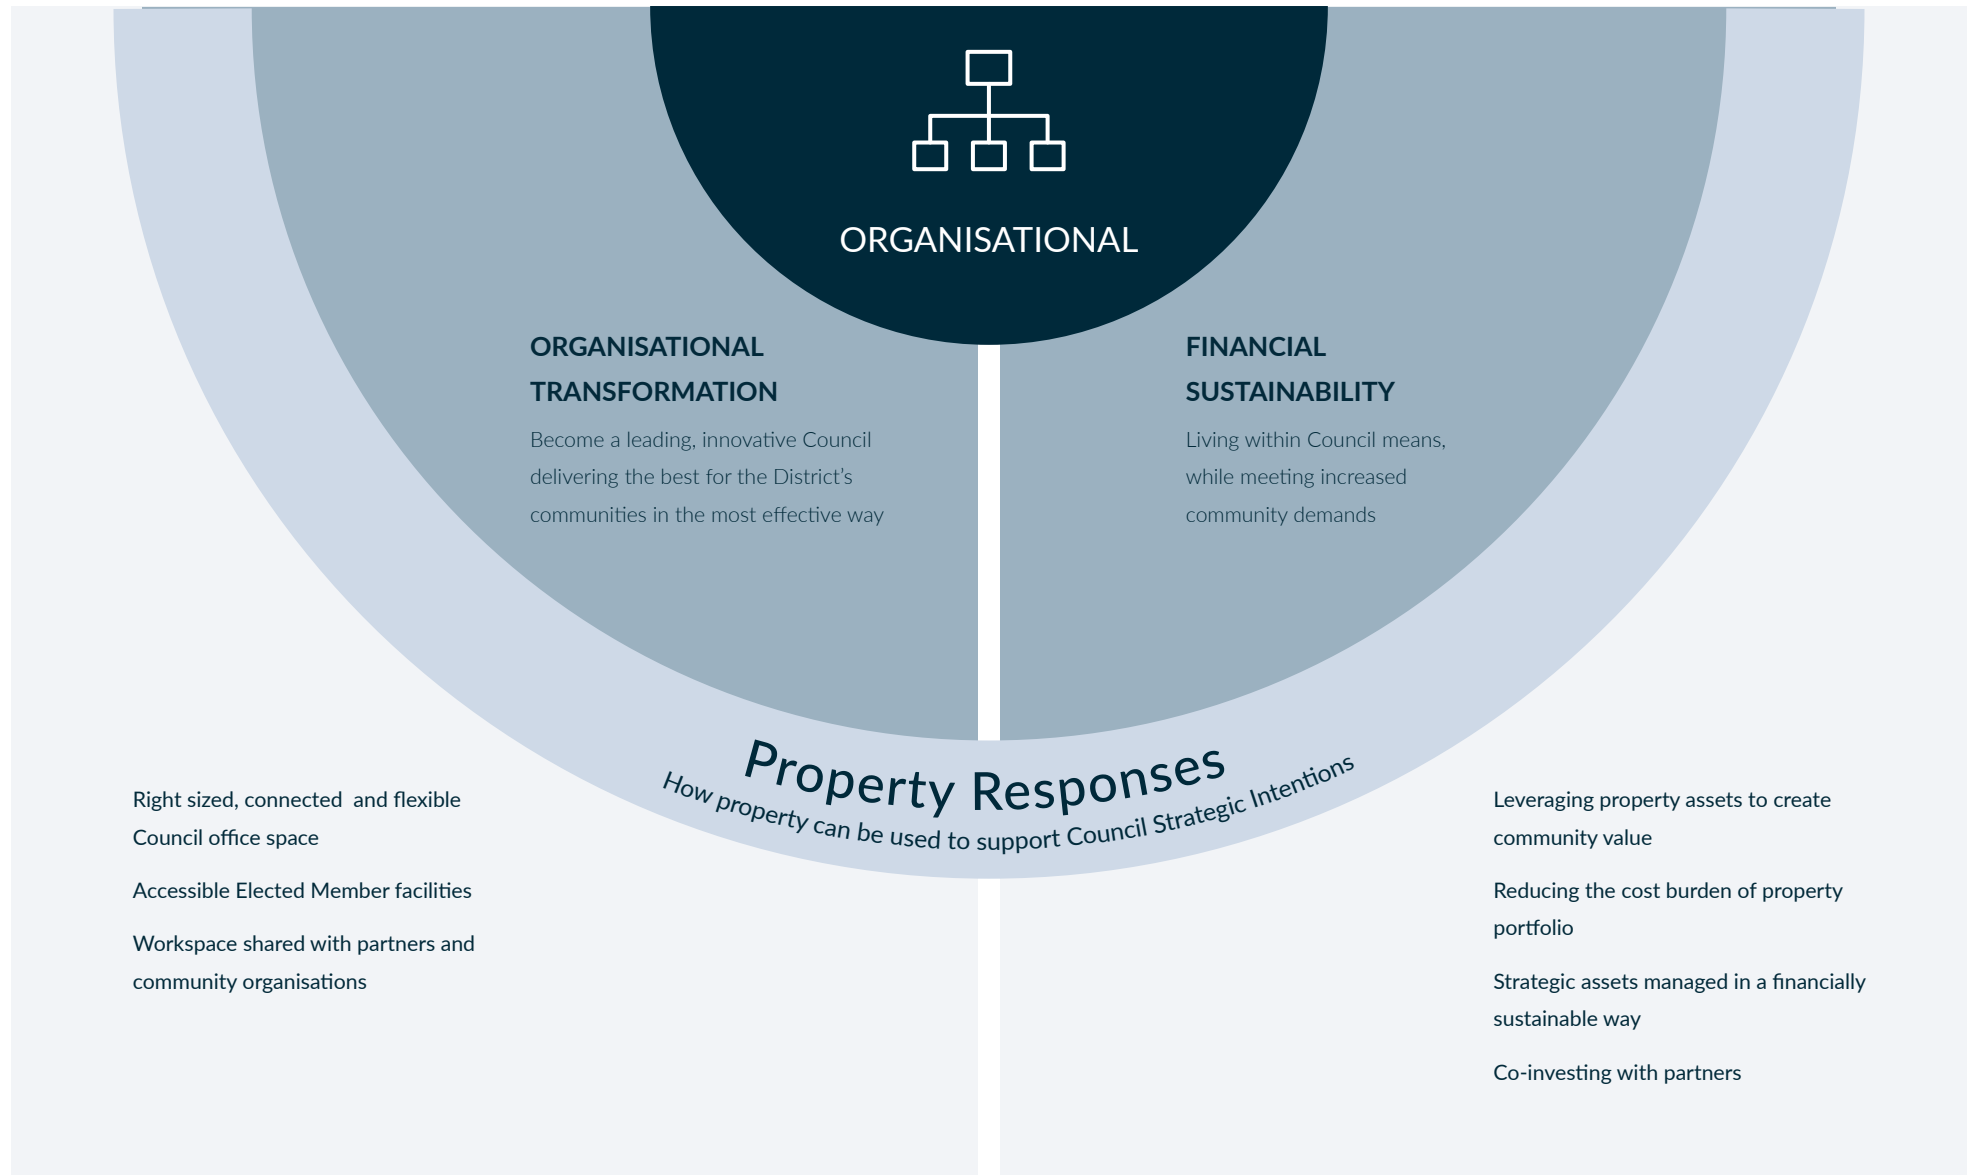 ORGANISATIONAL
ORGANISATIONAL
TRANSFORMATION
Become a leading, innovative Council
delivering the best for the District’s
communities in the most effective way
FINANCIAL
SUSTAINABILITY
Living within Council means,
while meeting increased
community demands
Property Responses
How property can be used to support Council Strategic Intentions
Right sized, connected  and flexible
Council office space
Accessible Elected Member facilities
Workspace shared with partners and
community organisations
Leveraging property assets to create
community value
Reducing the cost burden of property
portfolio
Strategic assets managed in a financially
sustainable way
Co-investing with partners